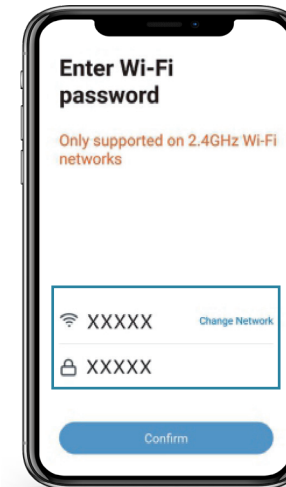 Enter Wi-Fi
password
Only supported on 2.4GHz Wi-Fi
networks
XXXXX Change Network
XXXXX
Confirm